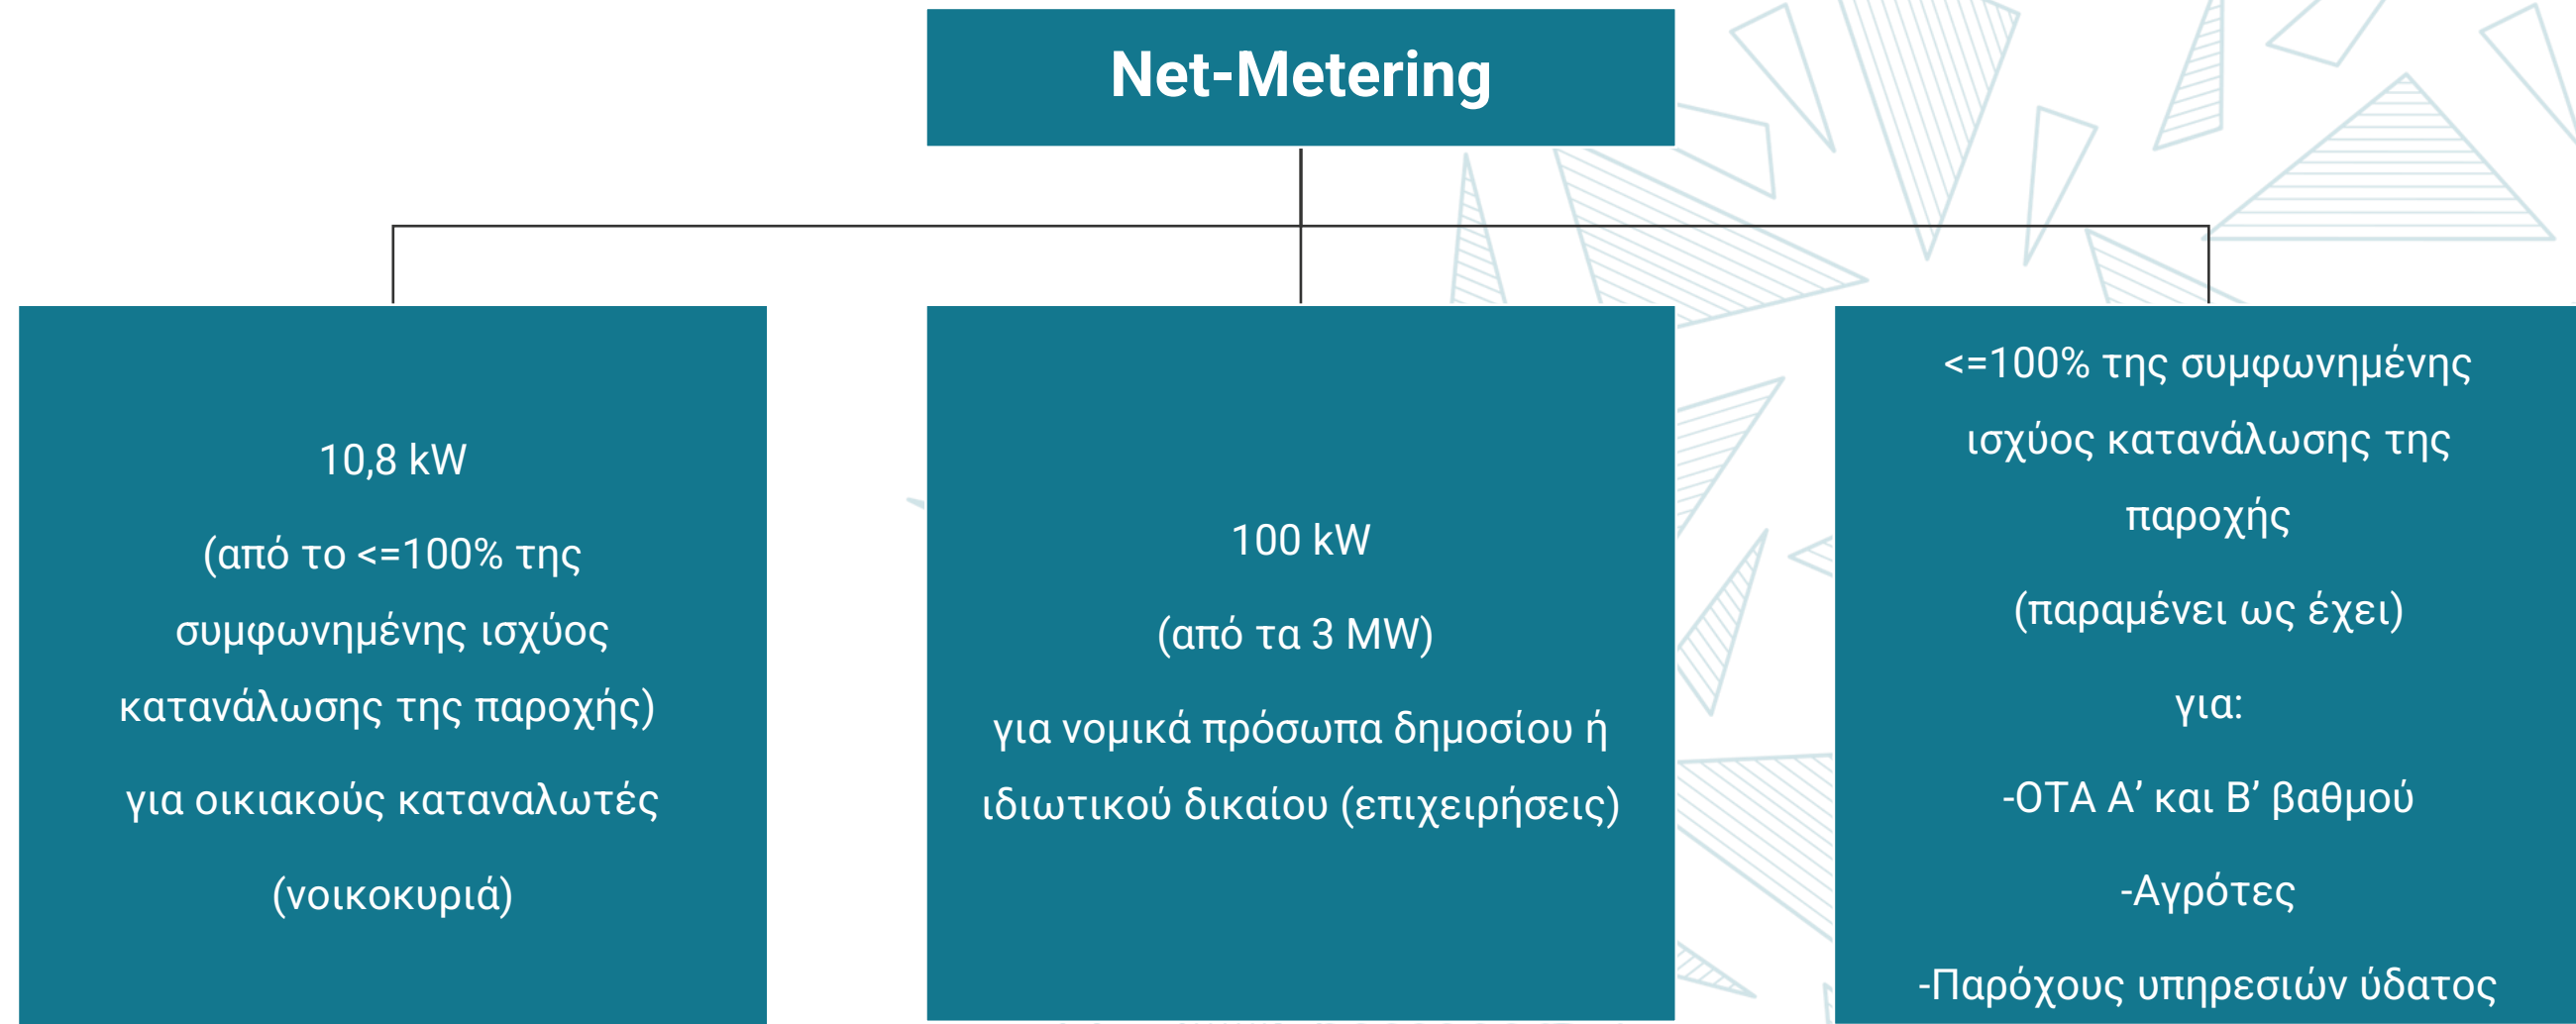 Net-Metering
10,8 kW
(από το <=100% της
συμφωνημένης ισχύος
κατανάλωσης της παροχής)
για οικιακούς καταναλωτές
(νοικοκυριά)
100 kW
(από τα 3 MW)
για νομικά πρόσωπα δημοσίου ή
ιδιωτικού δικαίου (επιχειρήσεις)
<=100% της συμφωνημένης
ισχύος κατανάλωσης της
παροχής
(παραμένει ως έχει)
για:
-ΟΤΑ Α’ και Β’ βαθμού
-Αγρότες
-Παρόχους υπηρεσιών ύδατος